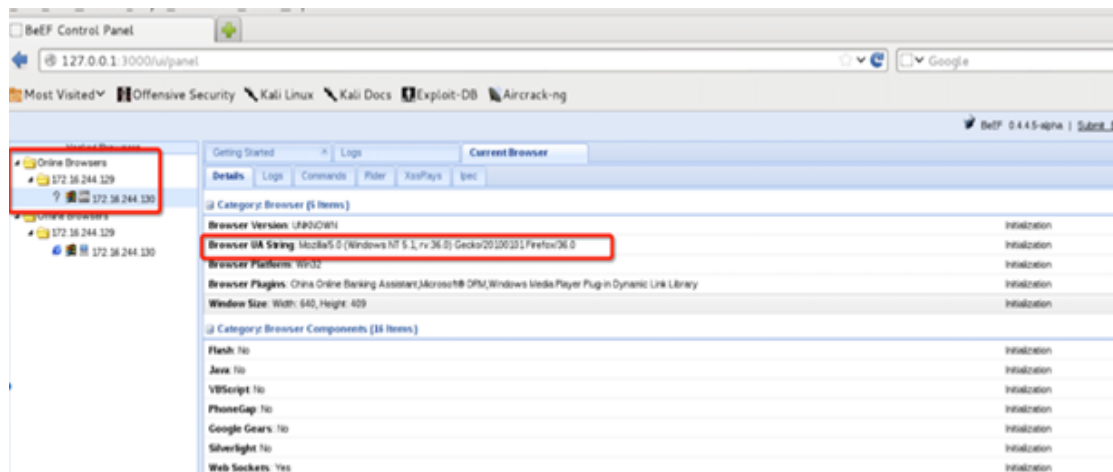 BeEF Control Panel
127.0.0.1:3000/ui/panel
Google
Most Visited Offensive Security Kali Linux Kali Docs Exploit-DB Aircrack-ng
BeEF 0.4.4.5-alpha | Submit
Getting Started Logs Current Browser
Online Browsers
172.16.244.129
? 172.16.244.130
172.16.244.129
172.16.244.130
Details Logs Commands Rider XssRays Ipec
Category: Browser (5 Items)
Browser Version: UNKNOWN Initialization
Browser UA String: Mozilla/5.0 (Windows NT 5.1; rv:36.0) Gecko/20100101 Firefox/36.0 Initialization
Browser Platform: Win32 Initialization
Browser Plugins: China Online Banking Assistant,Microsoft® DRM,Windows Media Player Plug-in Dynamic Link Library Initialization
Window Size: Width: 640, Height: 409 Initialization
Category: Browser Components (16 Items)
Flash: No Initialization
Java: No Initialization
VBScript: No Initialization
PhoneGap: No Initialization
Google Gears: No Initialization
Silverlight: No Initialization
Web Sockets: Yes Initialization